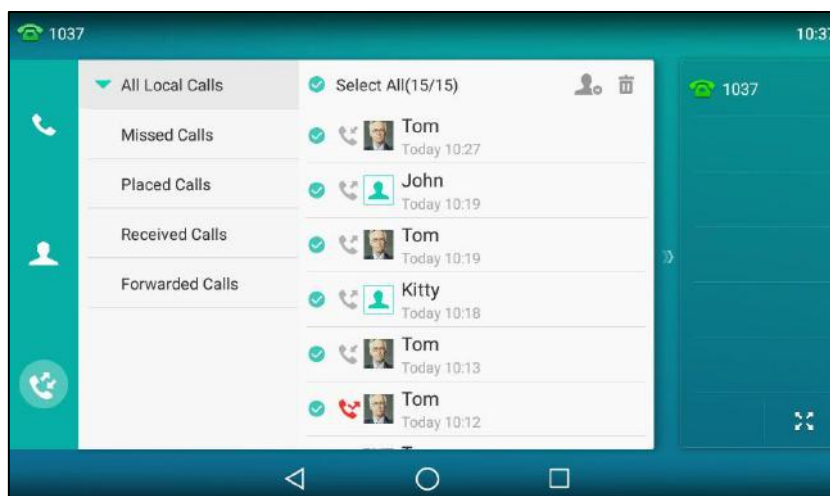 1037
10:37
All Local Calls
Missed Calls
Placed Calls
Received Calls
Forwarded Calls
Select All(15/15)
Tom
Today 10:27
John
Today 10:19
Tom
Today 10:19
Kitty
Today 10:18
Tom
Today 10:13
Tom
Today 10:12
1037